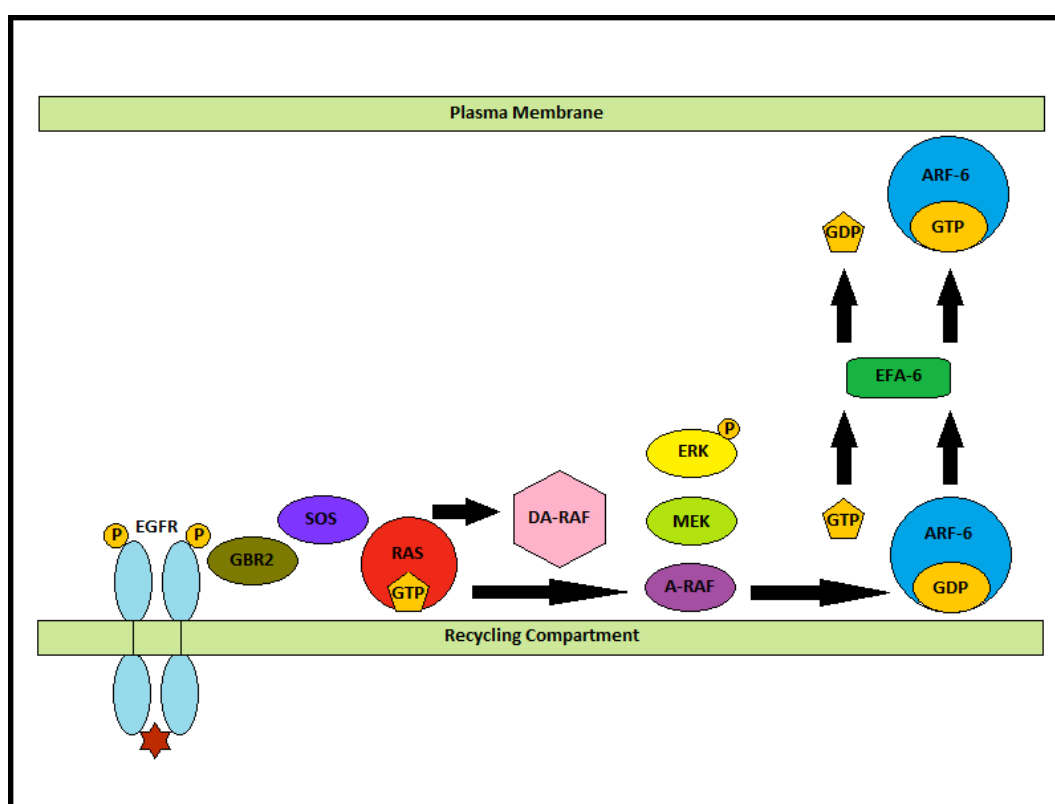 Plasma Membrane
ARF-6
GDP
GTP
EFA-6
P
ERK
GTP
ARF-6
GDP
DA-RAF
MEK
A-RAF
P
EGFR
P
GBR2
SOS
RAS
GTP
Recycling Compartment